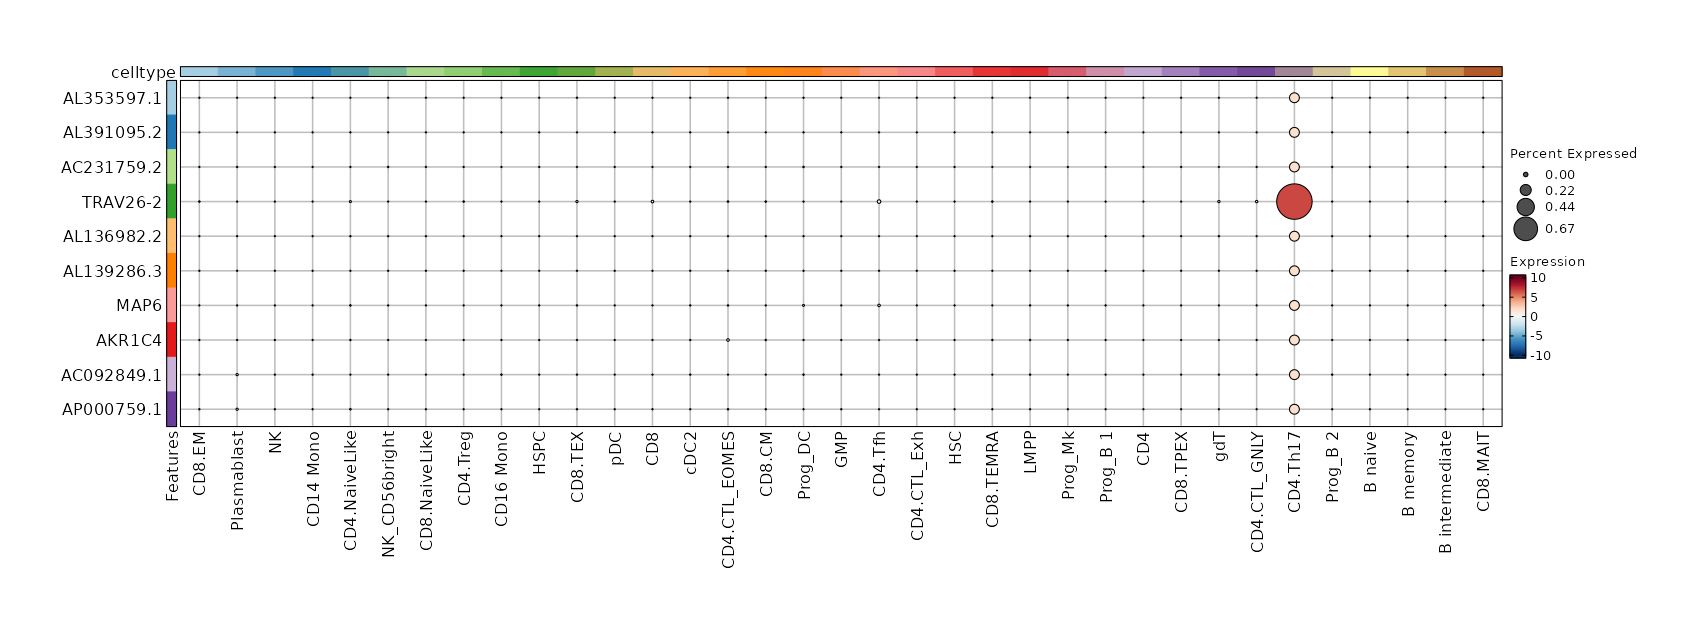 celltype
AL353597.1
AL391095.2
AC231759.2
TRAV26-2
AL136982.2
AL139286.3
MAP6
AKR1C4
AC092849.1
AP000759.1
Features
CD8.EM
Plasmablast
NK
CD14 Mono
CD4.NaiveLike
NK_CD56bright
CD8.NaiveLike
CD4.Treg
CD16 Mono
HSPC
CD8.TEX
pDC
CD8
cDC2
CD4.CTL_EOMES
CD8.CM
Prog_DC
GMP
CD4.Tfh
CD4.CTL_Exh
HSC
CD8.TEMRA
LMPP
Prog_Mk
Prog_B 1
CD4
CD8.TPEX
gdT
CD4.CTL_GNLY
CD4.Th17
Prog_B 2
B naive
B memory
B intermediate
CD8.MAIT
Percent Expressed
0.00
0.22
0.44
0.67
Expression
10
5
0
-5
-10